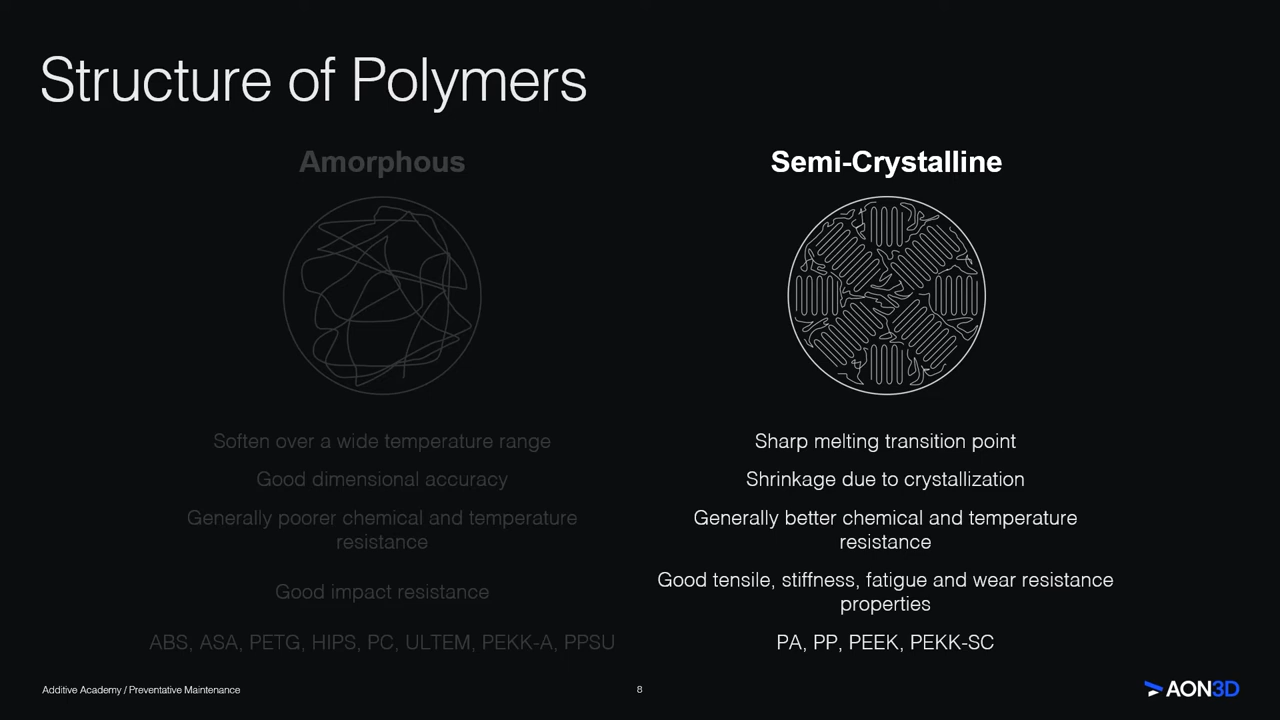 Structure of Polymers
Amorphous
Soften over a wide temperature range
Good dimensional accuracy
Generally poorer chemical and temperature
resistance
Good impact resistance
ABS, ASA, PETG, HIPS, PC, ULTEM, PEKK-A, PPSU
Semi-Crystalline
Sharp melting transition point
Shrinkage due to crystallization
Generally better chemical and temperature
resistance
Good tensile, stiffness, fatigue and wear resistance
properties
PA, PP, PEEK, PEKK-SC
Additive Academy / Preventative Maintenance
8
AON3D